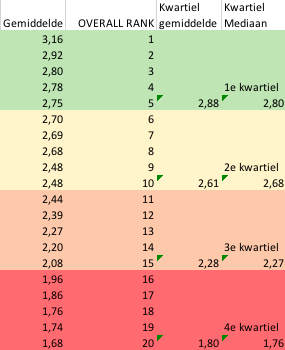 Gemiddelde OVERALL RANK Kwartiel gemiddelde Kwartiel Mediaan
3,16 1
2,92 2
2,80 3
2,78 4 1e kwartiel
2,75 5 2,88 2,80
2,70 6
2,69 7
2,68 8
2,48 9 2e kwartiel
2,48 10 2,61 2,68
2,44 11
2,39 12
2,27 13
2,20 14 3e kwartiel
2,08 15 2,28 2,27
1,96 16
1,86 17
1,76 18
1,74 19 4e kwartiel
1,68 20 1,80 1,76